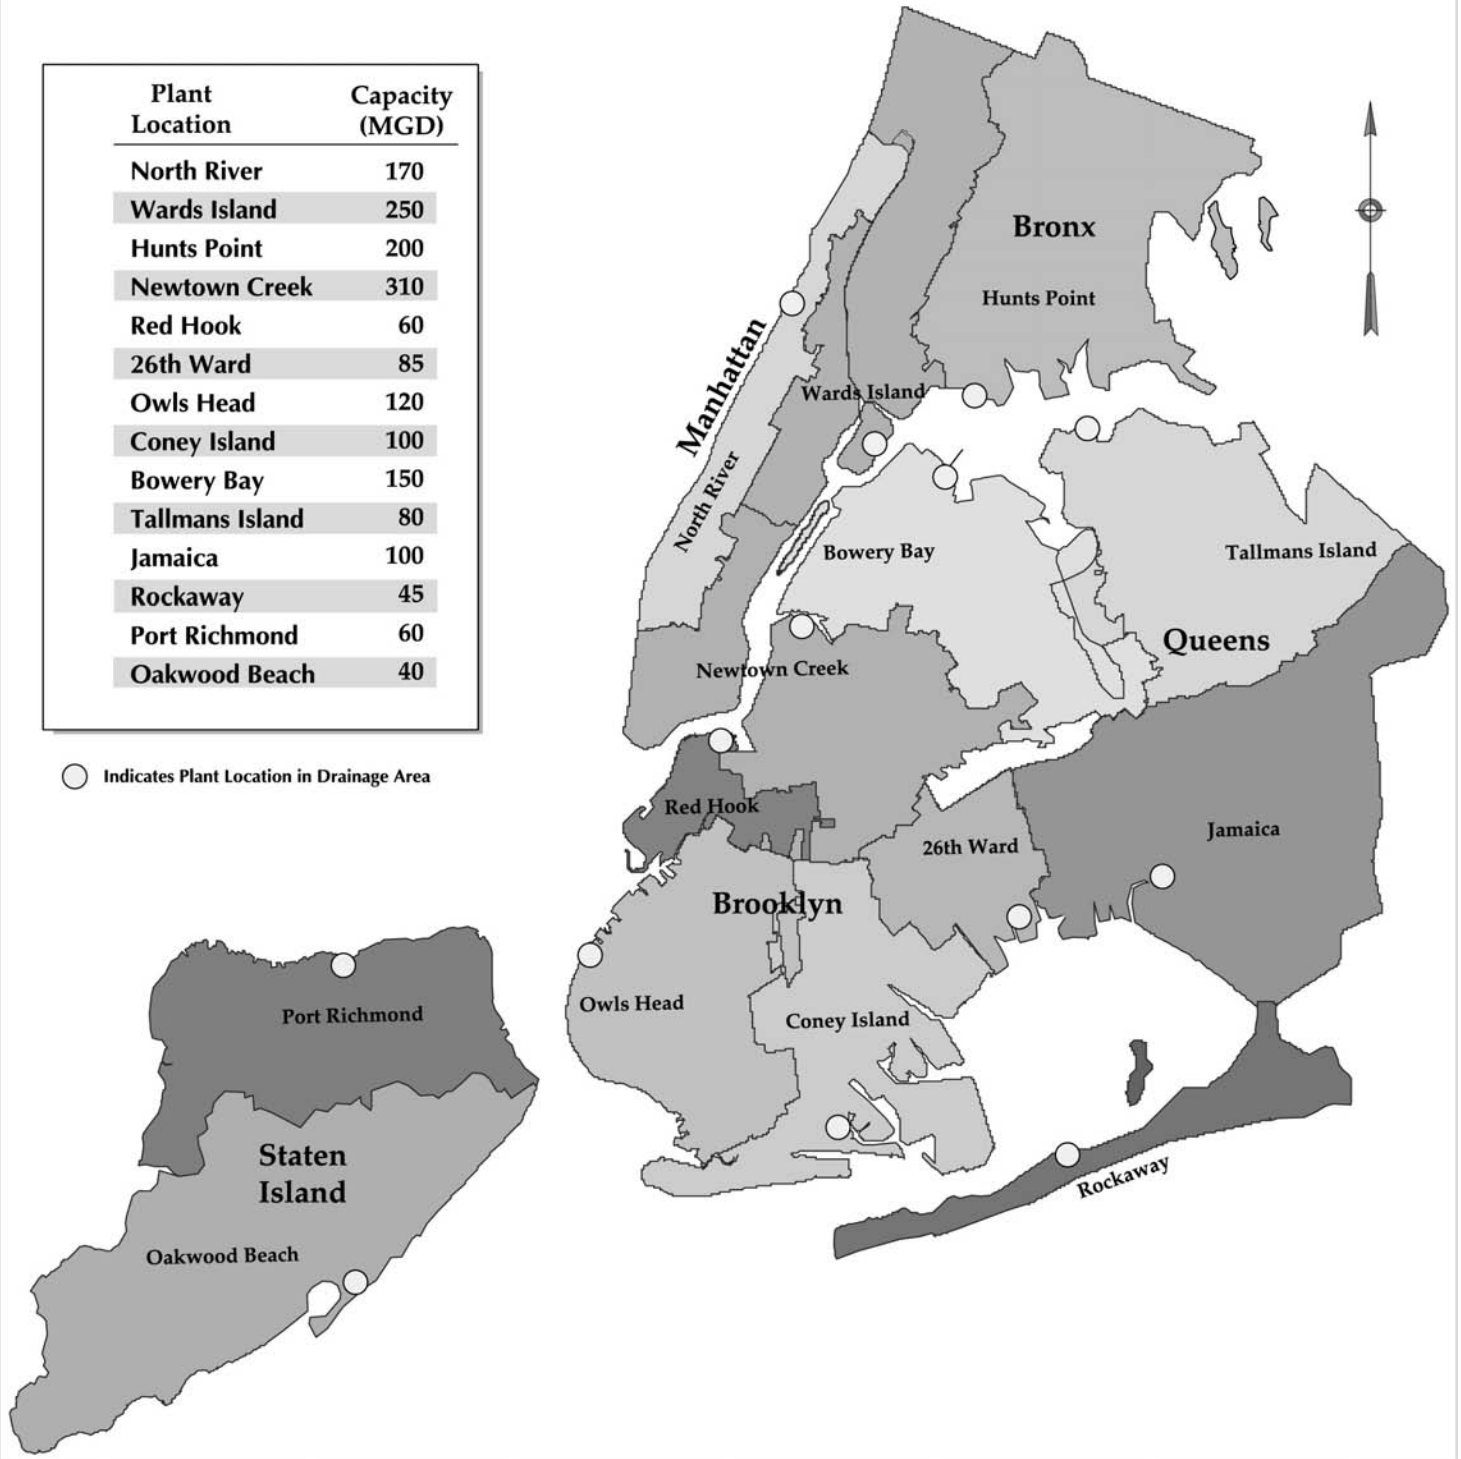 Plant Location Capacity (MGD)
North River 170
Wards Island 250
Hunts Point 200
Newtown Creek 310
Red Hook 60
26th Ward 85
Owls Head 120
Coney Island 100
Bowery Bay 150
Tallmans Island 80
Jamaica 100
Rockaway 45
Port Richmond 60
Oakwood Beach 40
Indicates Plant Location in Drainage Area
Bronx
Hunts Point
Manhattan
Wards Island
North River
Bowery Bay
Tallmans Island
Queens
Newtown Creek
Red Hook
26th Ward
Jamaica
Brooklyn
Owls Head
Coney Island
Rockaway
Port Richmond
Staten
Island
Oakwood Beach